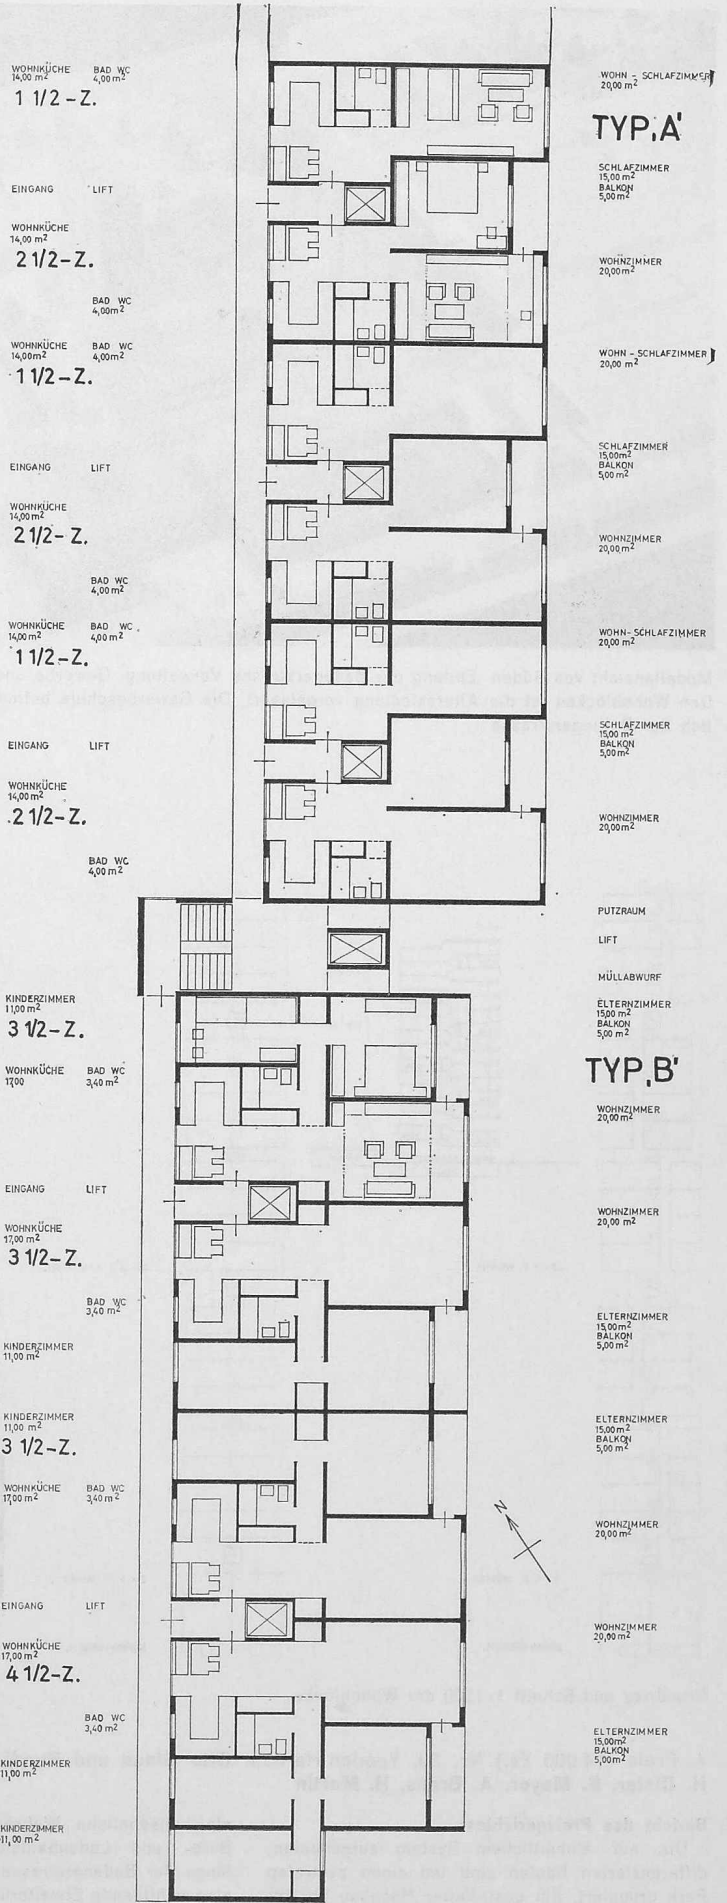 WOHNKÜCHE BAD WC
14,00 m² 4,00 m²
1 1/2-Z.
EINGANG LIFT
WOHNKÜCHE
14,00 m²
2 1/2-Z.
BAD WC
4,00 m²
WOHNKÜCHE BAD WC
14,00 m² 4,00 m²
1 1/2-Z.
EINGANG LIFT
WOHNKÜCHE
14,00 m²
2 1/2-Z.
BAD WC
4,00 m²
WOHNKÜCHE BAD WC
14,00 m² 4,00 m²
1 1/2-Z.
EINGANG LIFT
WOHNKÜCHE
14,00 m²
2 1/2-Z.
BAD WC
4,00 m²
KINDERZIMMER
11,00 m²
3 1/2-Z.
WOHNKÜCHE BAD WC
17,00 3,40 m²
EINGANG LIFT
WOHNKÜCHE
17,00 m²
3 1/2-Z.
BAD WC
3,40 m²
KINDERZIMMER
11,00 m²
KINDERZIMMER
11,00 m²
3 1/2-Z.
WOHNKÜCHE BAD WC
17,00 m² 3,40 m²
EINGANG LIFT
WOHNKÜCHE
17,00 m²
4 1/2-Z.
BAD WC
3,40 m²
KINDERZIMMER
11,00 m²
KINDERZIMMER
11,00 m²
WOHN - SCHLAFZIMMER
20,00 m²
TYP,A'
SCHLAFZIMMER
15,00 m²
BALKON
5,00 m²
WOHNZIMMER
20,00 m²
WOHN - SCHLAFZIMMER
20,00 m²
SCHLAFZIMMER
15,00 m²
BALKON
5,00 m²
WOHNZIMMER
20,00 m²
WOHN-SCHLAFZIMMER
20,00 m²
SCHLAFZIMMER
15,00 m²
BALKON
5,00 m²
WOHNZIMMER
20,00 m²
PUTZRAUM
LIFT
MÜLLABWURF
ELTERNZIMMER
15,00 m²
BALKON
5,00 m²
TYP,B'
WOHNZIMMER
20,00 m²
WOHNZIMMER
20,00 m²
ELTERNZIMMER
15,00 m²
BALKON
5,00 m²
ELTERNZIMMER
15,00 m²
BALKON
5,00 m²
N
WOHNZIMMER
20,00 m²
WOHNZIMMER
20,00 m²
ELTERNZIMMER
15,00 m²
BALKON
5,00 m²